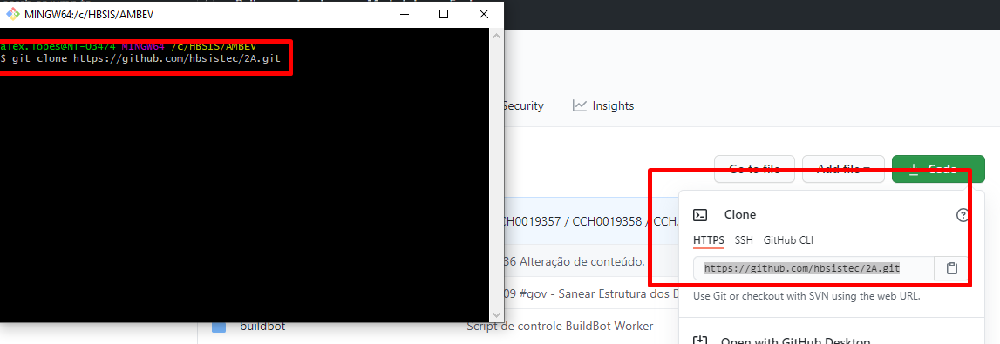 MINGW64:/c/HBSIS/AMBEV
alex.lopes@NT-03474 MINGW64 /c/HBSIS/AMBEV
$ git clone https://github.com/hbsistec/2A.git
Security
Insights
Go to file
Add file
Code
CH0019357 / CCH0019358 / CCH
Clone
?
HTTPS SSH GitHub CLI
36 Alteração de conteúdo.
https://github.com/hbsistec/2A.git
09 #gov - Sanear Estrutura dos D
Use Git or checkout with SVN using the web URL.
buildbot
Script de controle BuildBot Worker
Open with GitHub Desktop